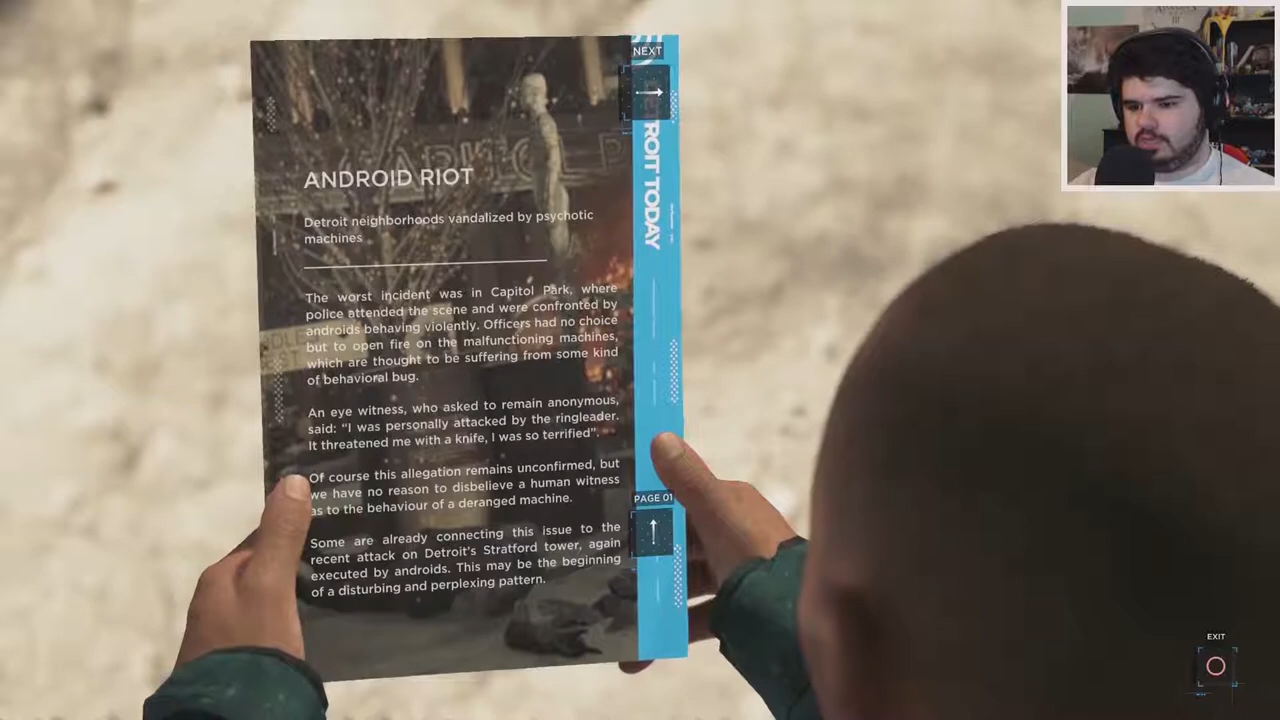 NEXT
DETROIT TODAY
CAPITOL P
ANDROID RIOT
Detroit neighborhoods vandalized by psychotic
machines
The worst incident was in Capitol Park, where
police attended the scene and were confronted by
androids behaving violently. Officers had no choice
but to open fire on the malfunctioning machines,
which are thought to be suffering from some kind
of behavioral bug.
An eye witness, who asked to remain anonymous,
said: “I was personally attacked by the ringleader.
It threatened me with a knife, I was so terrified”.
Of course this allegation remains unconfirmed, but
we have no reason to disbelieve a human witness
as to the behaviour of a deranged machine.
PAGE 01
Some are already connecting this issue to the
recent attack on Detroit's Stratford tower, again
executed by androids. This may be the beginning
of a disturbing and perplexing pattern.
EXIT